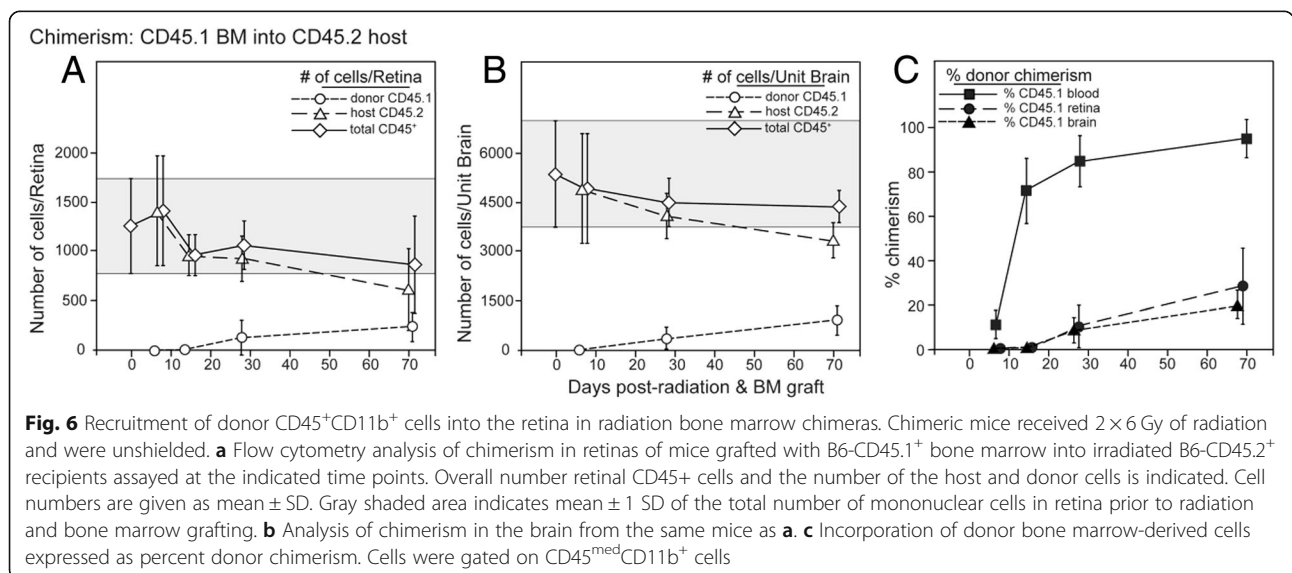 Chimerism: CD45.1 BM into CD45.2 host
A
# of cells/Retina
donor CD45.1
host CD45.2
total CD45+
Number of cells/Retina
2000
1500
1000
500
0
0 10 20 30 40 50 60 70
B
# of cells/Unit Brain
donor CD45.1
host CD45.2
total CD45+
Number of cells/Unit Brain
6000
4500
3000
1500
0
0 10 20 30 40 50 60 70
Days post-radiation & BM graft
C
% donor chimerism
% CD45.1 blood
% CD45.1 retina
% CD45.1 brain
% chimerism
100
80
60
40
20
0
0 10 20 30 40 50 60 70
Fig. 6 Recruitment of donor CD45+CD11b+ cells into the retina in radiation bone marrow chimeras. Chimeric mice received 2 × 6 Gy of radiation
and were unshielded. a Flow cytometry analysis of chimerism in retinas of mice grafted with B6-CD45.1+ bone marrow into irradiated B6-CD45.2+
recipients assayed at the indicated time points. Overall number retinal CD45+ cells and the number of the host and donor cells is indicated. Cell
numbers are given as mean ± SD. Gray shaded area indicates mean ± 1 SD of the total number of mononuclear cells in retina prior to radiation
and bone marrow grafting. b Analysis of chimerism in the brain from the same mice as a. c Incorporation of donor bone marrow-derived cells
expressed as percent donor chimerism. Cells were gated on CD45medCD11b+ cells